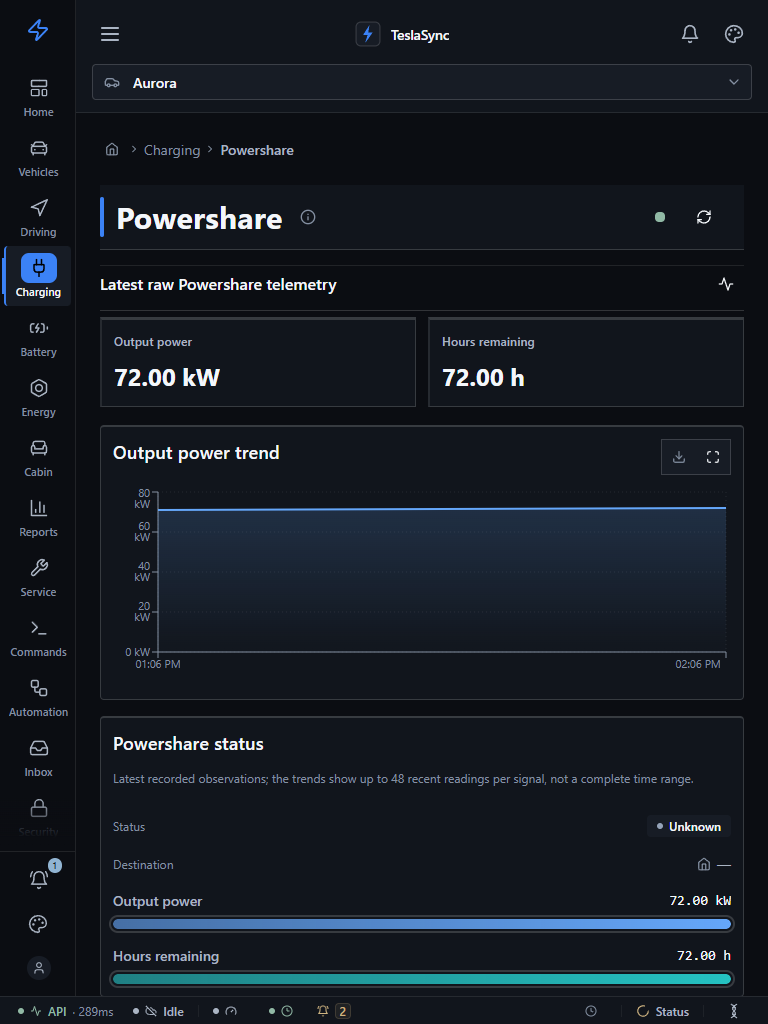 TeslaSync
Aurora
Home
Vehicles
Driving
Charging
Battery
Energy
Cabin
Reports
Service
Commands
Automation
Inbox
Security
1
Charging
Powershare
Powershare
Latest raw Powershare telemetry
Output power
72.00 kW
Hours remaining
72.00 h
Output power trend
80 kW
60 kW
40 kW
20 kW
0 kW
01:06 PM
02:06 PM
Powershare status
Latest recorded observations; the trends show up to 48 recent readings per signal, not a complete time range.
Status
Unknown
Destination
—
Output power
72.00 kW
Hours remaining
72.00 h
API · 289ms
Idle
2
Status